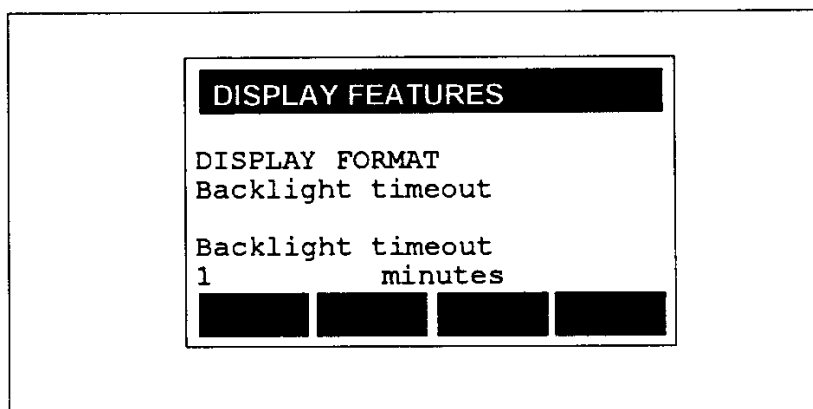 DISPLAY FEATURES
DISPLAY FORMAT
Backlight timeout
Backlight timeout
1 minutes